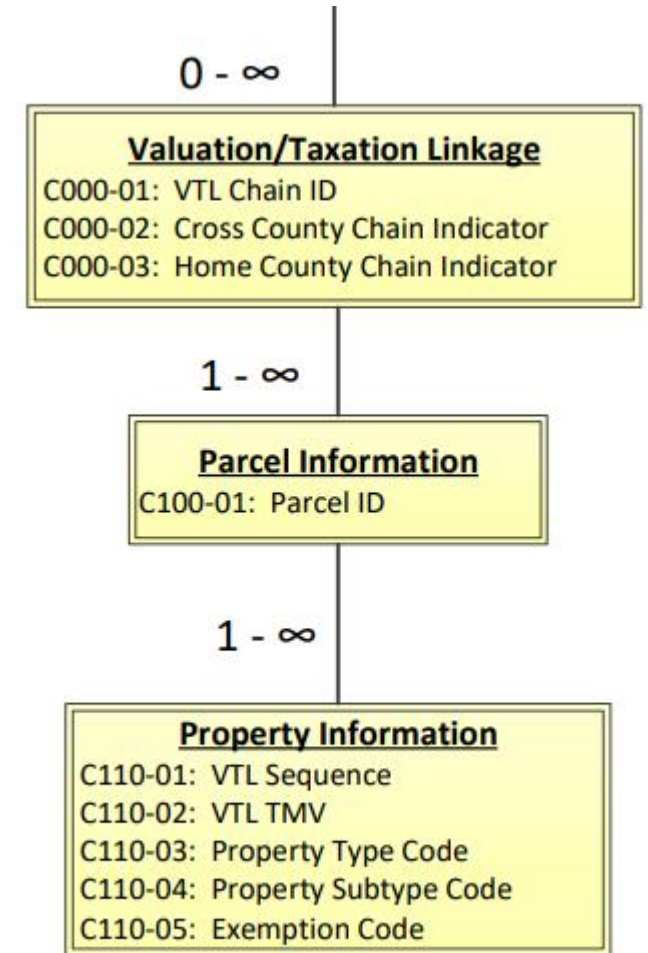 0 - ∞
Valuation/Taxation Linkage
C000-01: VTL Chain ID
C000-02: Cross County Chain Indicator
C000-03: Home County Chain Indicator
1 - ∞
Parcel Information
C100-01: Parcel ID
1 - ∞
Property Information
C110-01: VTL Sequence
C110-02: VTL TMV
C110-03: Property Type Code
C110-04: Property Subtype Code
C110-05: Exemption Code